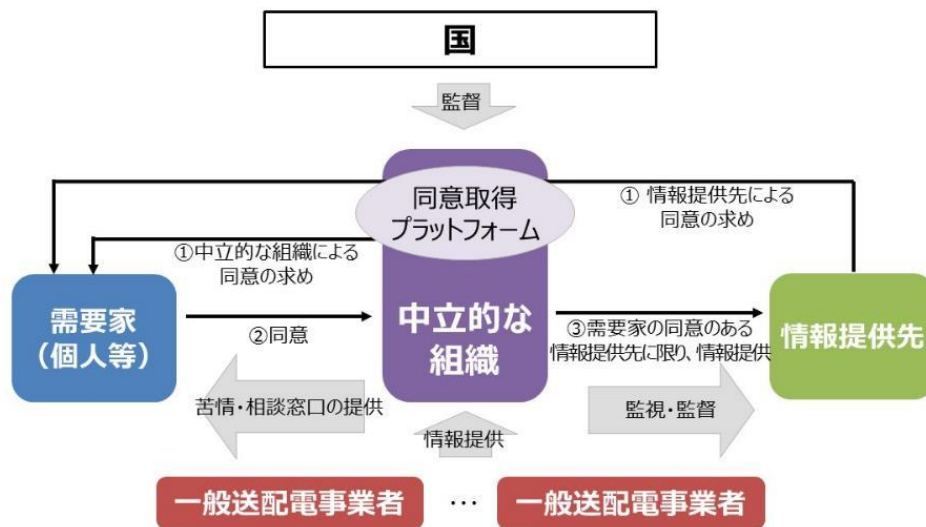 国
監督
同意取得
プラットフォーム
① 情報提供先による
同意の求め
①中立的な組織による
同意の求め
需要家
（個人等）
②同意
中立的な
組織
③需要家の同意のある
情報提供先に限り、情報提供
情報提供先
苦情・相談窓口の提供
情報提供
監視・監督
一般送配電事業者
…
一般送配電事業者